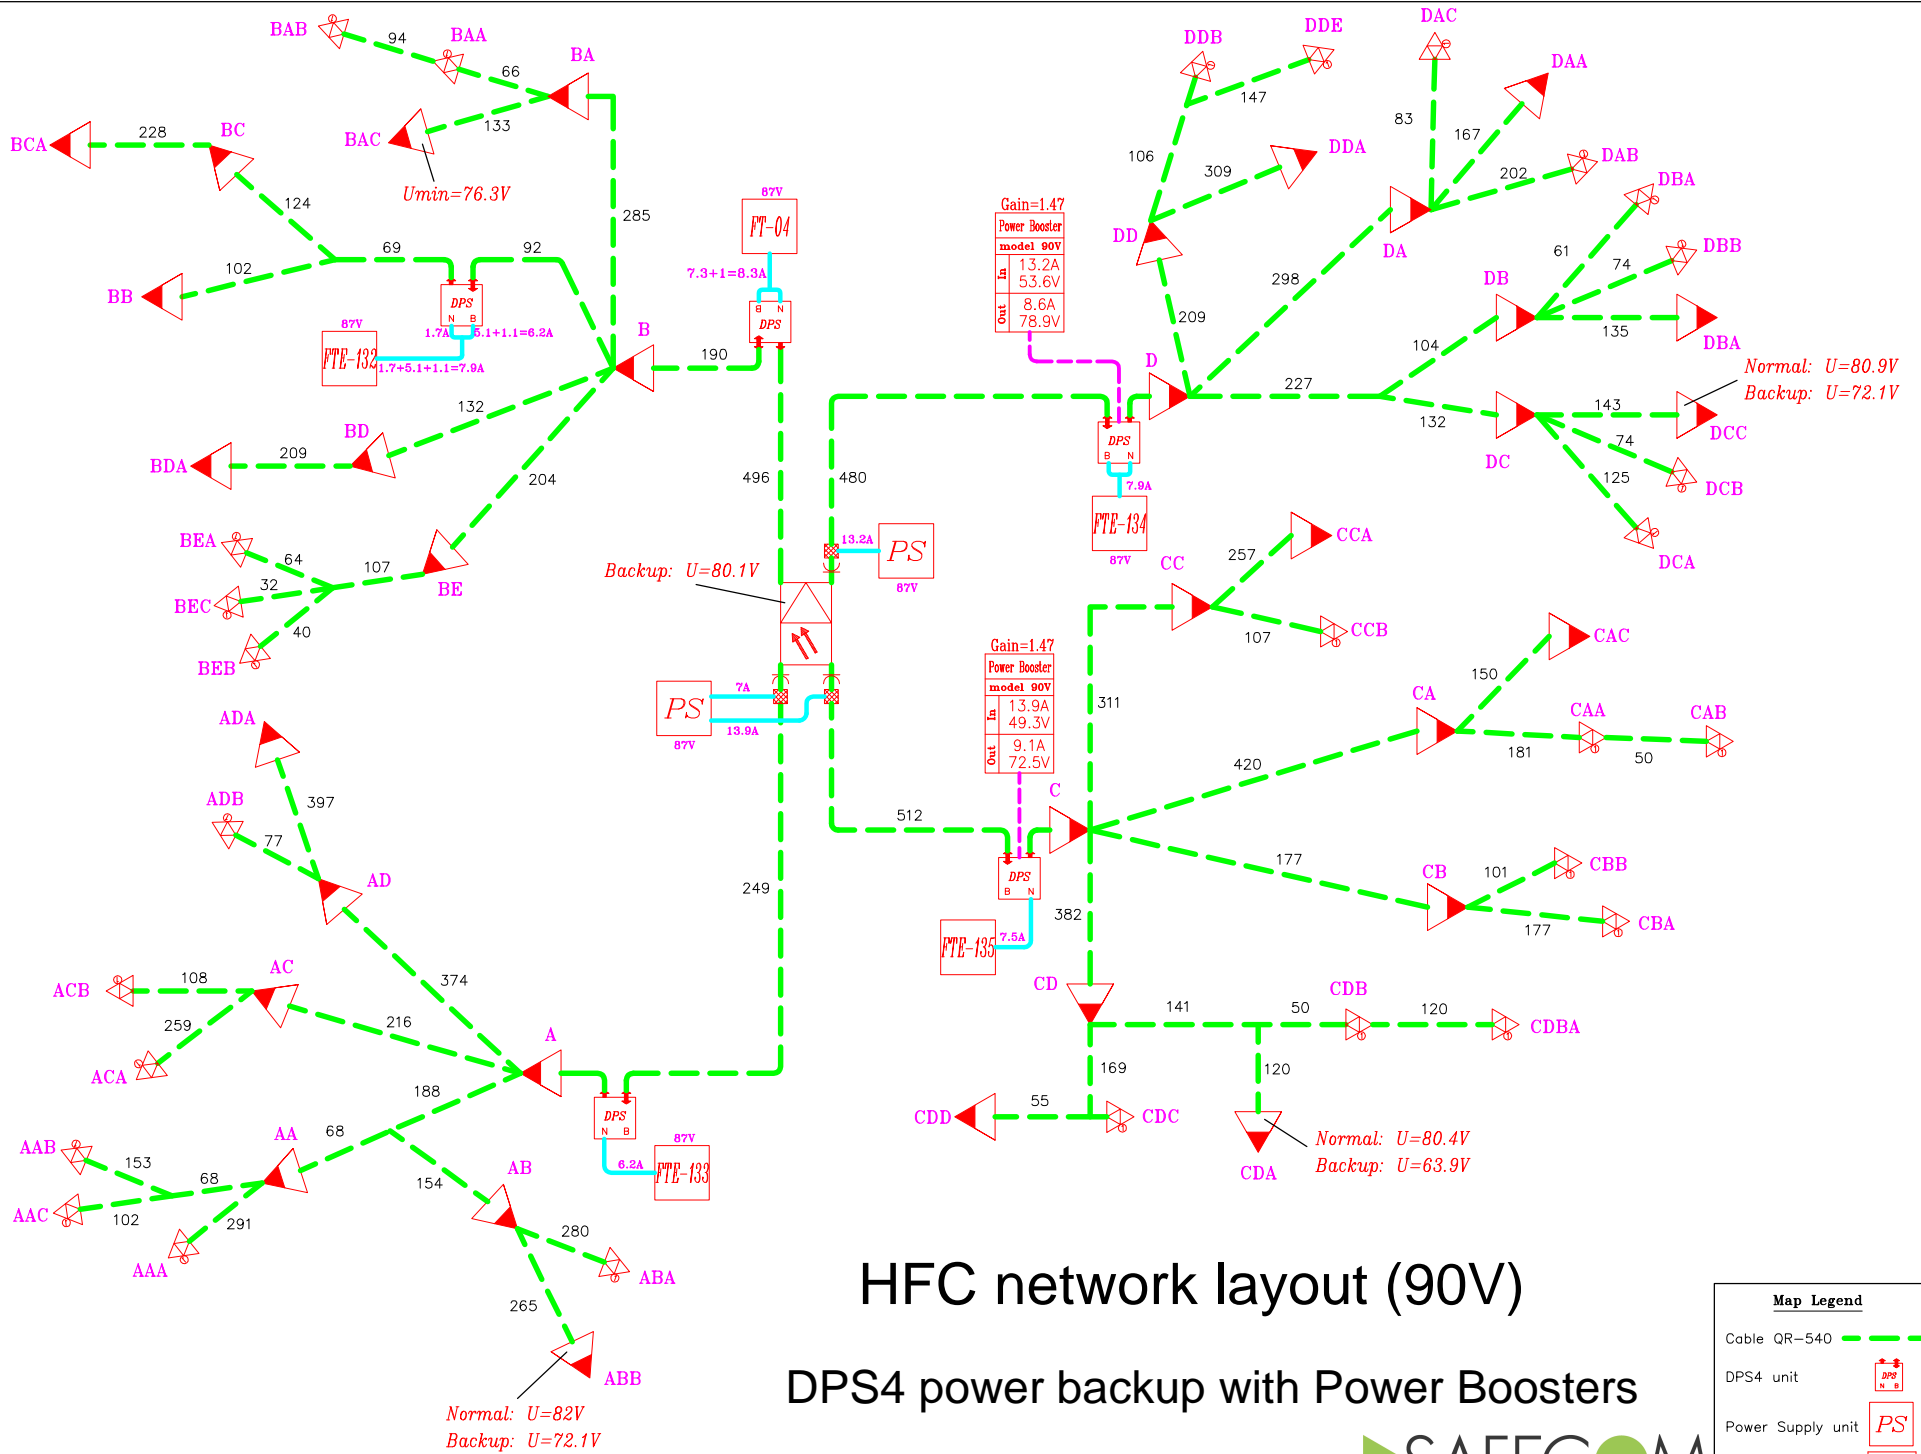 BAB
94
BAA
66
BA
BAC
133
Umin=76.3V
BCA
228
BC
124
285
69
92
BB
102
DPS
N B
1.7A
5.1+1.1=6.2A
87V
FTE-132
1.7+5.1+1.1=7.9A
B
190
87V
FT-04
7.3+1=8.3A
B N
DPS
132
BD
BDA
209
204
BEA
64
BEC
32
107
BE
40
BEB
496
480
Backup: U=80.1V
13.2A
PS
87V
PS
87V
7A
13.9A
Gain=1.47
Power Booster
model 90V
In
13.2A
53.6V
Out
8.6A
78.9V
DPS
B N
7.9A
FTE-134
87V
D
DDB
DDE
147
106
DDA
309
DD
209
DAC
83
DAA
167
DAB
202
DA
298
DBA
61
DBB
74
DB
135
DBA
104
227
132
Normal: U=80.9V
Backup: U=72.1V
143
DCC
74
DC
125
DCB
DCA
CCA
257
CC
107
CCB
311
CAC
150
CA
CAA
CAB
181
50
420
Gain=1.47
Power Booster
model 90V
In
13.9A
49.3V
Out
9.1A
72.5V
C
512
DPS
B N
7.5A
FTE-135
177
CB
101
CBB
177
CBA
382
CD
141
50
CDB
120
CDBA
169
120
CDD
55
CDC
CDA
Normal: U=80.4V
Backup: U=63.9V
ADA
397
ADB
77
AD
374
249
ACB
108
AC
216
259
ACA
A
188
DPS
N B
6.2A
87V
FTE-133
AAB
153
AA
68
68
AAC
102
291
AAA
154
AB
280
ABA
265
ABB
Normal: U=82V
Backup: U=72.1V
HFC network layout (90V)
DPS4 power backup with Power Boosters
Map Legend
Cable QR-540
DPS4 unit
DPS
N B
Power Supply unit
PS